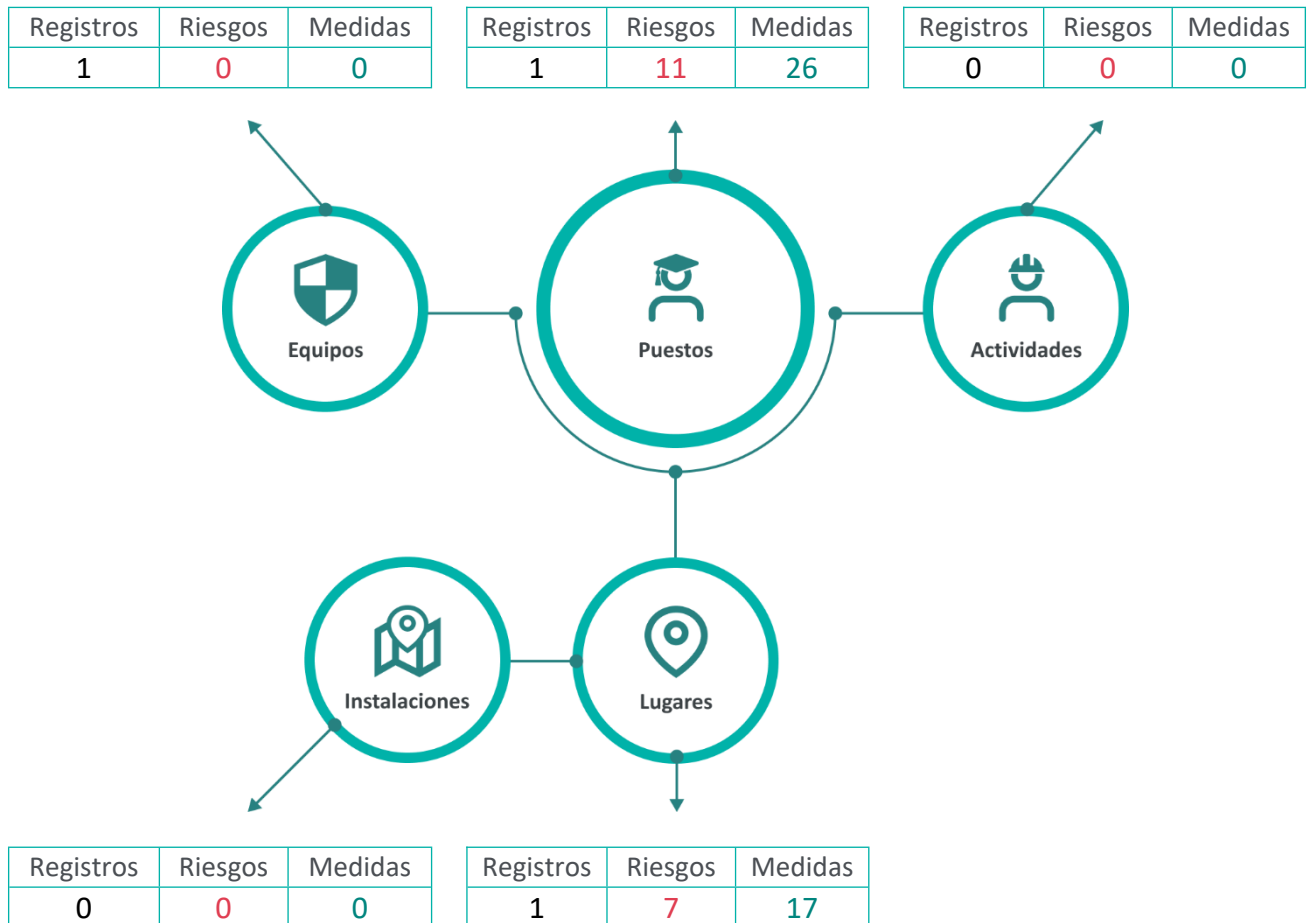 Registros Riesgos Medidas
1 0 0
Registros Riesgos Medidas
1 11 26
Registros Riesgos Medidas
0 0 0
Equipos
Puestos
Actividades
Instalaciones
Lugares
Registros Riesgos Medidas
0 0 0
Registros Riesgos Medidas
1 7 17